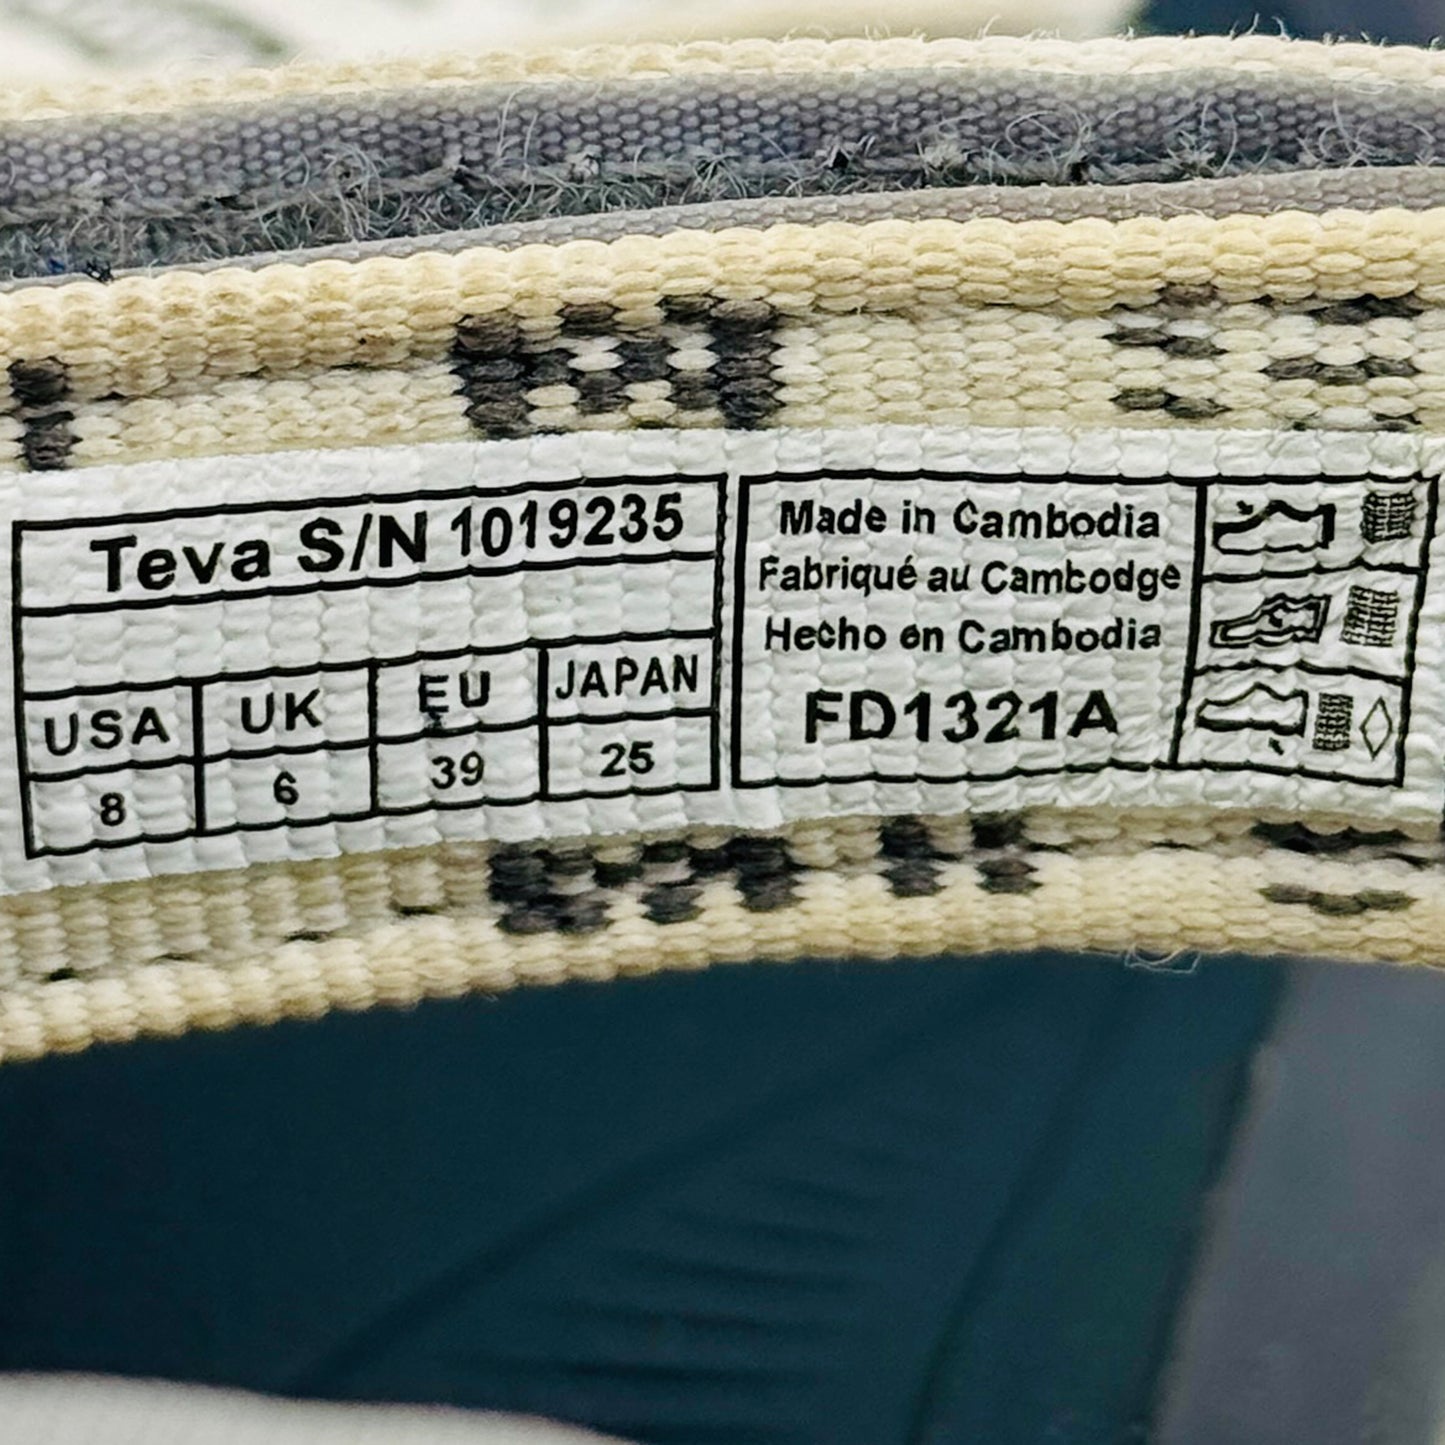 Teva S/N 1019235
USA UK EU JAPAN
8 6 39 25
Made in Cambodia
Fabriqué au Cambodge
Hecho en Cambodia
FD1321A